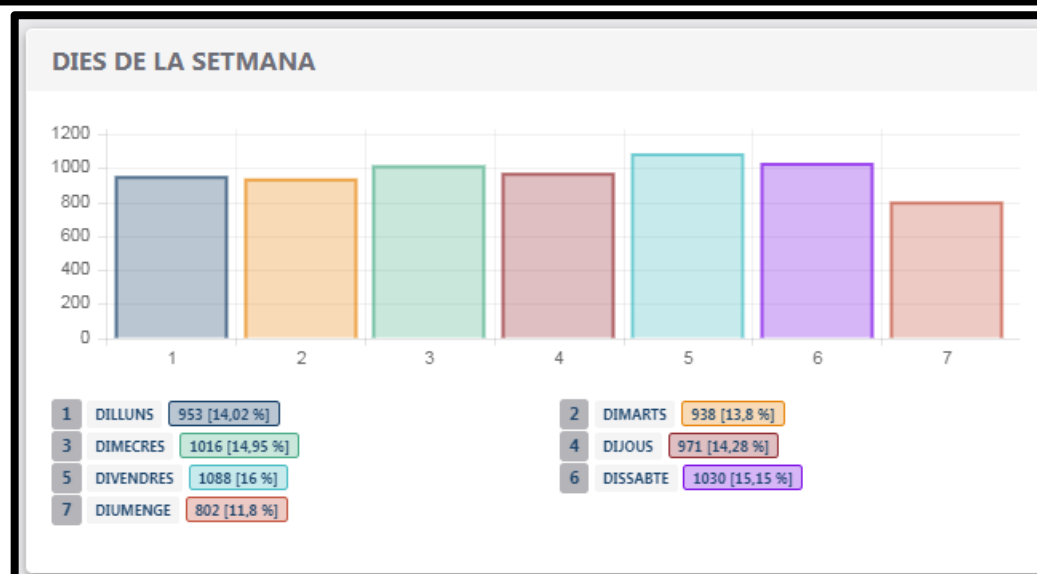 DIES DE LA SETMANA
1200
1000
800
600
400
200
0
1 2 3 4 5 6 7
1 DILLUNS 953 [14,02 %] 2 DIMARTS 938 [13,8 %]
3 DIMECRES 1016 [14,95 %] 4 DIJOUS 971 [14,28 %]
5 DIVENDRES 1088 [16 %] 6 DISSABTE 1030 [15,15 %]
7 DIUMENGE 802 [11,8 %]